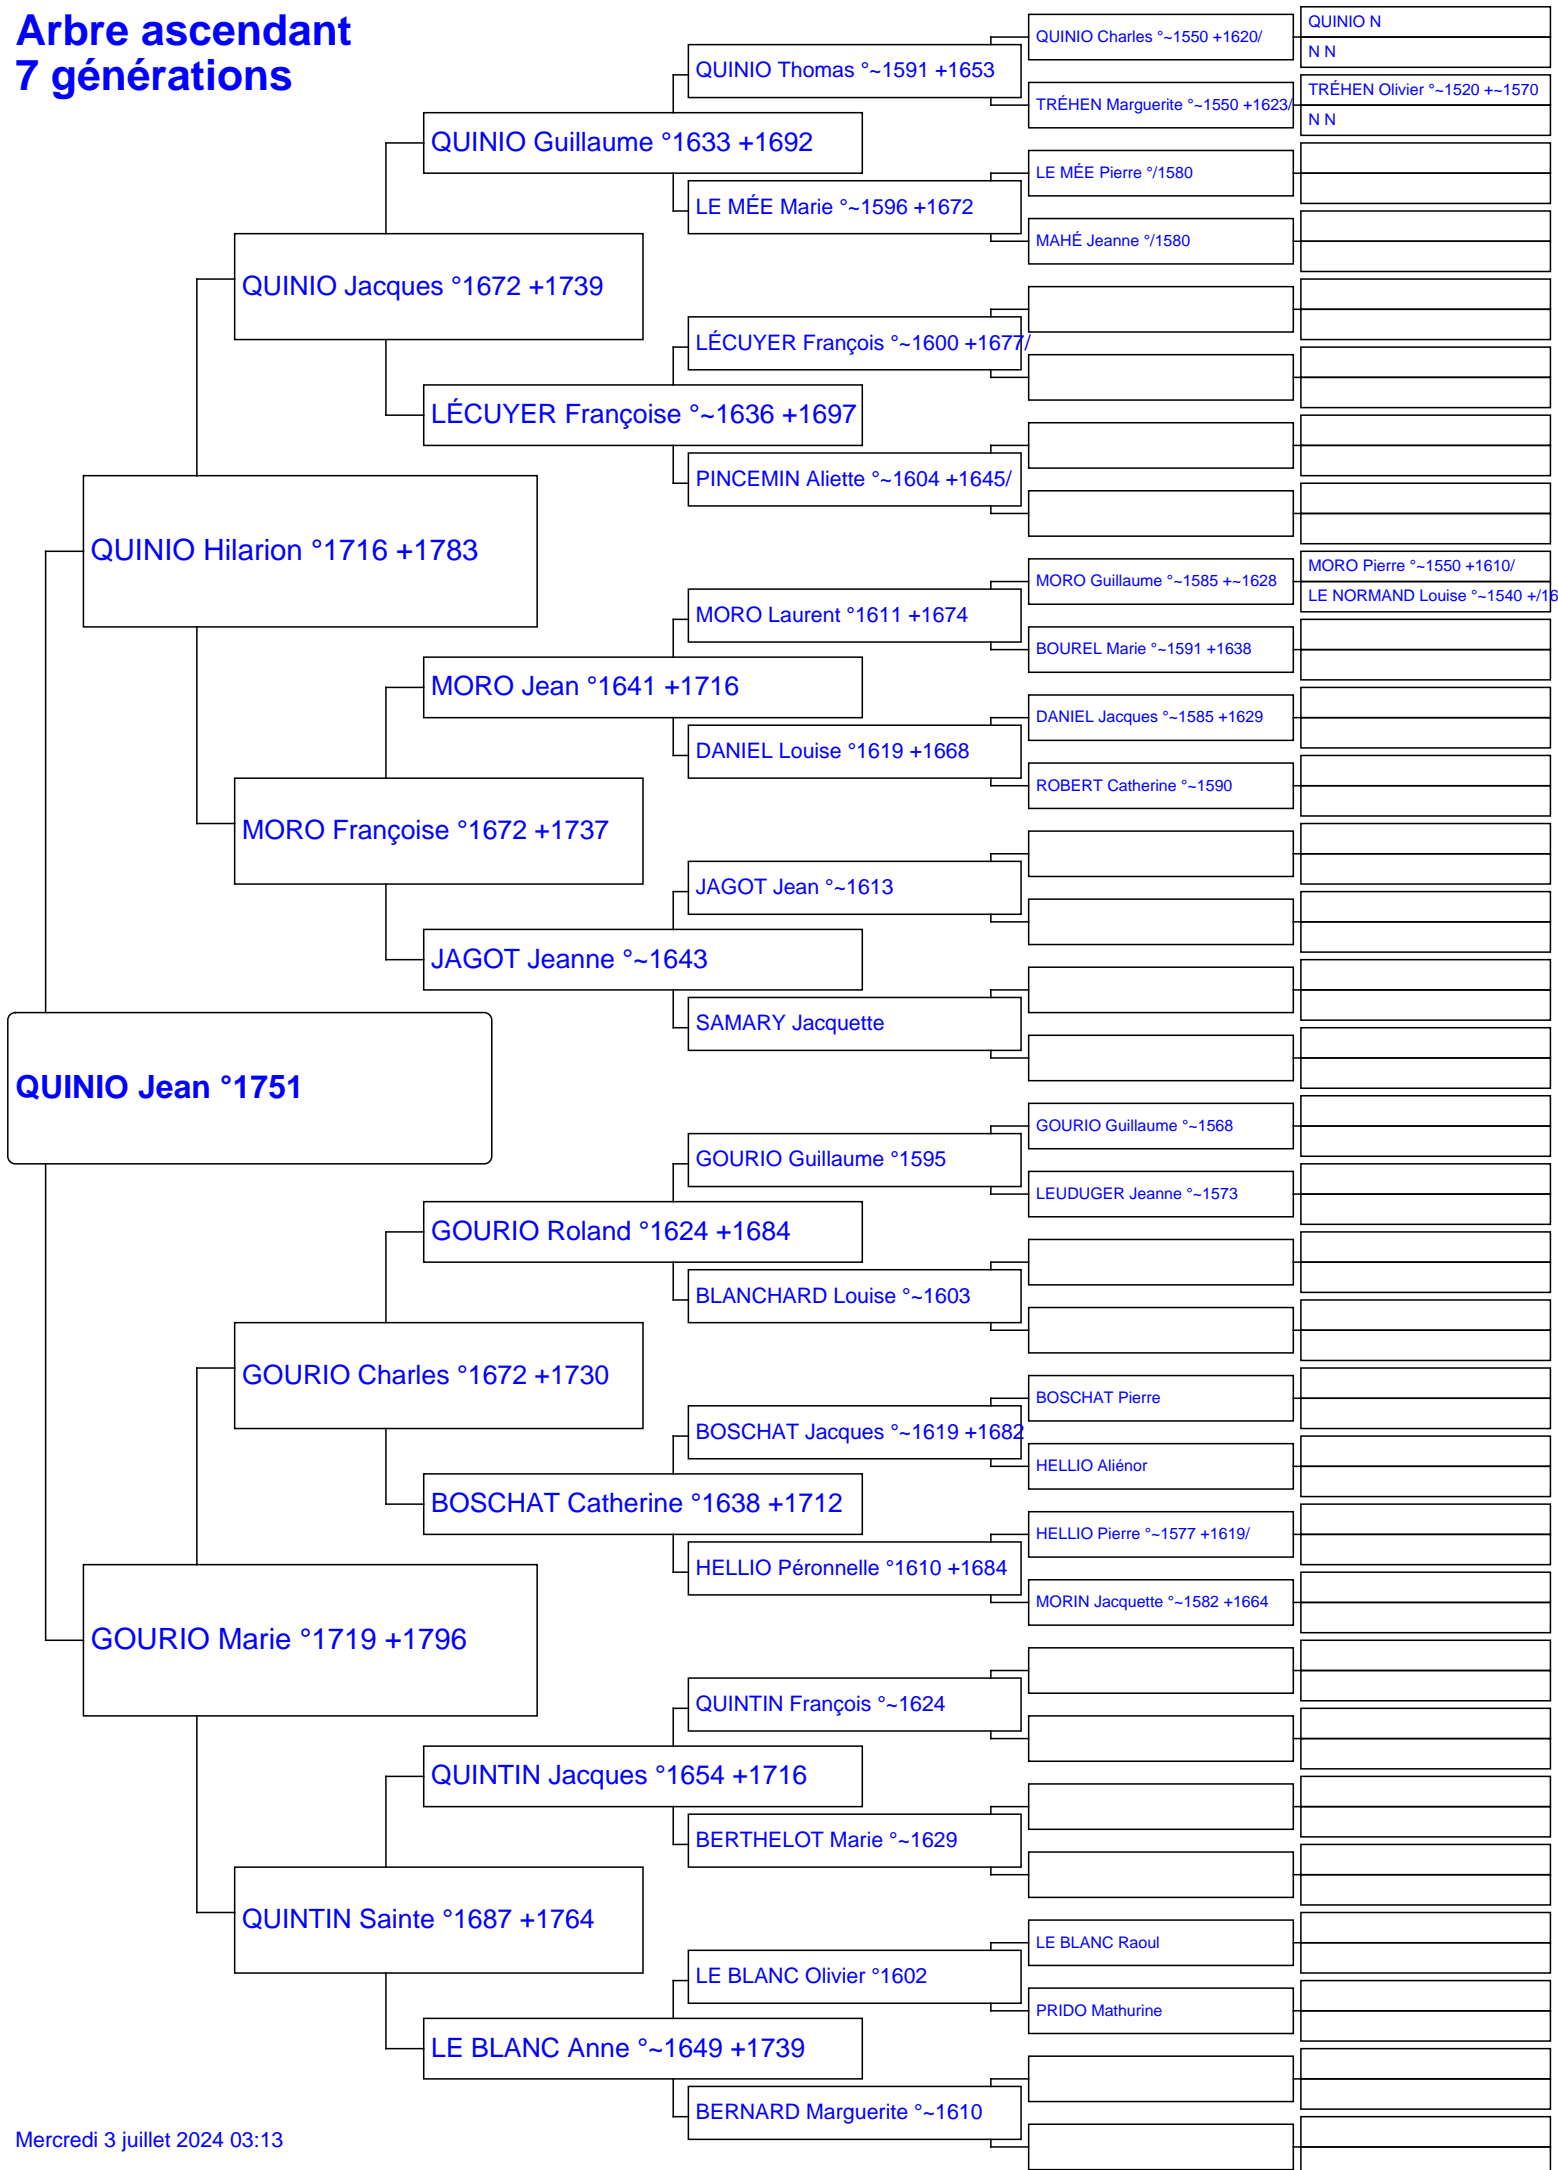 Arbre ascendant
7 générations
QUINIO Jean °1751
QUINIO Hilarion °1716 +1783
GOURIO Marie °1719 +1796
QUINIO Jacques °1672 +1739
MORO Françoise °1672 +1737
GOURIO Charles °1672 +1730
QUINTIN Sainte °1687 +1764
QUINIO Guillaume °1633 +1692
LÉCUYER Françoise °~1636 +1697
MORO Jean °1641 +1716
JAGOT Jeanne °~1643
GOURIO Roland °1624 +1684
BOSCHAT Catherine °1638 +1712
QUINTIN Jacques °1654 +1716
LE BLANC Anne °~1649 +1739
QUINIO Thomas °~1591 +1653
LE MÉE Marie °~1596 +1672
LÉCUYER François °~1600 +1677/
PINCEMIN Aliette °~1604 +1645/
MORO Laurent °1611 +1674
DANIEL Louise °1619 +1668
JAGOT Jean °~1613
SAMARY Jacquette
GOURIO Guillaume °1595
BLANCHARD Louise °~1603
BOSCHAT Jacques °~1619 +1682
HELLIO Péronnelle °1610 +1684
QUINTIN François °~1624
BERTHELOT Marie °~1629
LE BLANC Olivier °1602
BERNARD Marguerite °~1610
QUINIO Charles °~1550 +1620/
TRÉHEN Marguerite °~1550 +1623/
LE MÉE Pierre °/1580
MAHÉ Jeanne °/1580
MORO Guillaume °~1585 +~1628
BOUREL Marie °~1591 +1638
DANIEL Jacques °~1585 +1629
ROBERT Catherine °~1590
GOURIO Guillaume °~1568
LEUDUGER Jeanne °~1573
BOSCHAT Pierre
HELLIO Aliénor
HELLIO Pierre °~1577 +1619/
MORIN Jacquette °~1582 +1664
LE BLANC Raoul
PRIDO Mathurine
QUINIO N
N N
TRÉHEN Olivier °~1520 +~1570
N N
MORO Pierre °~1550 +1610/
LE NORMAND Louise °~1540 +/16
Mercredi 3 juillet 2024 03:13